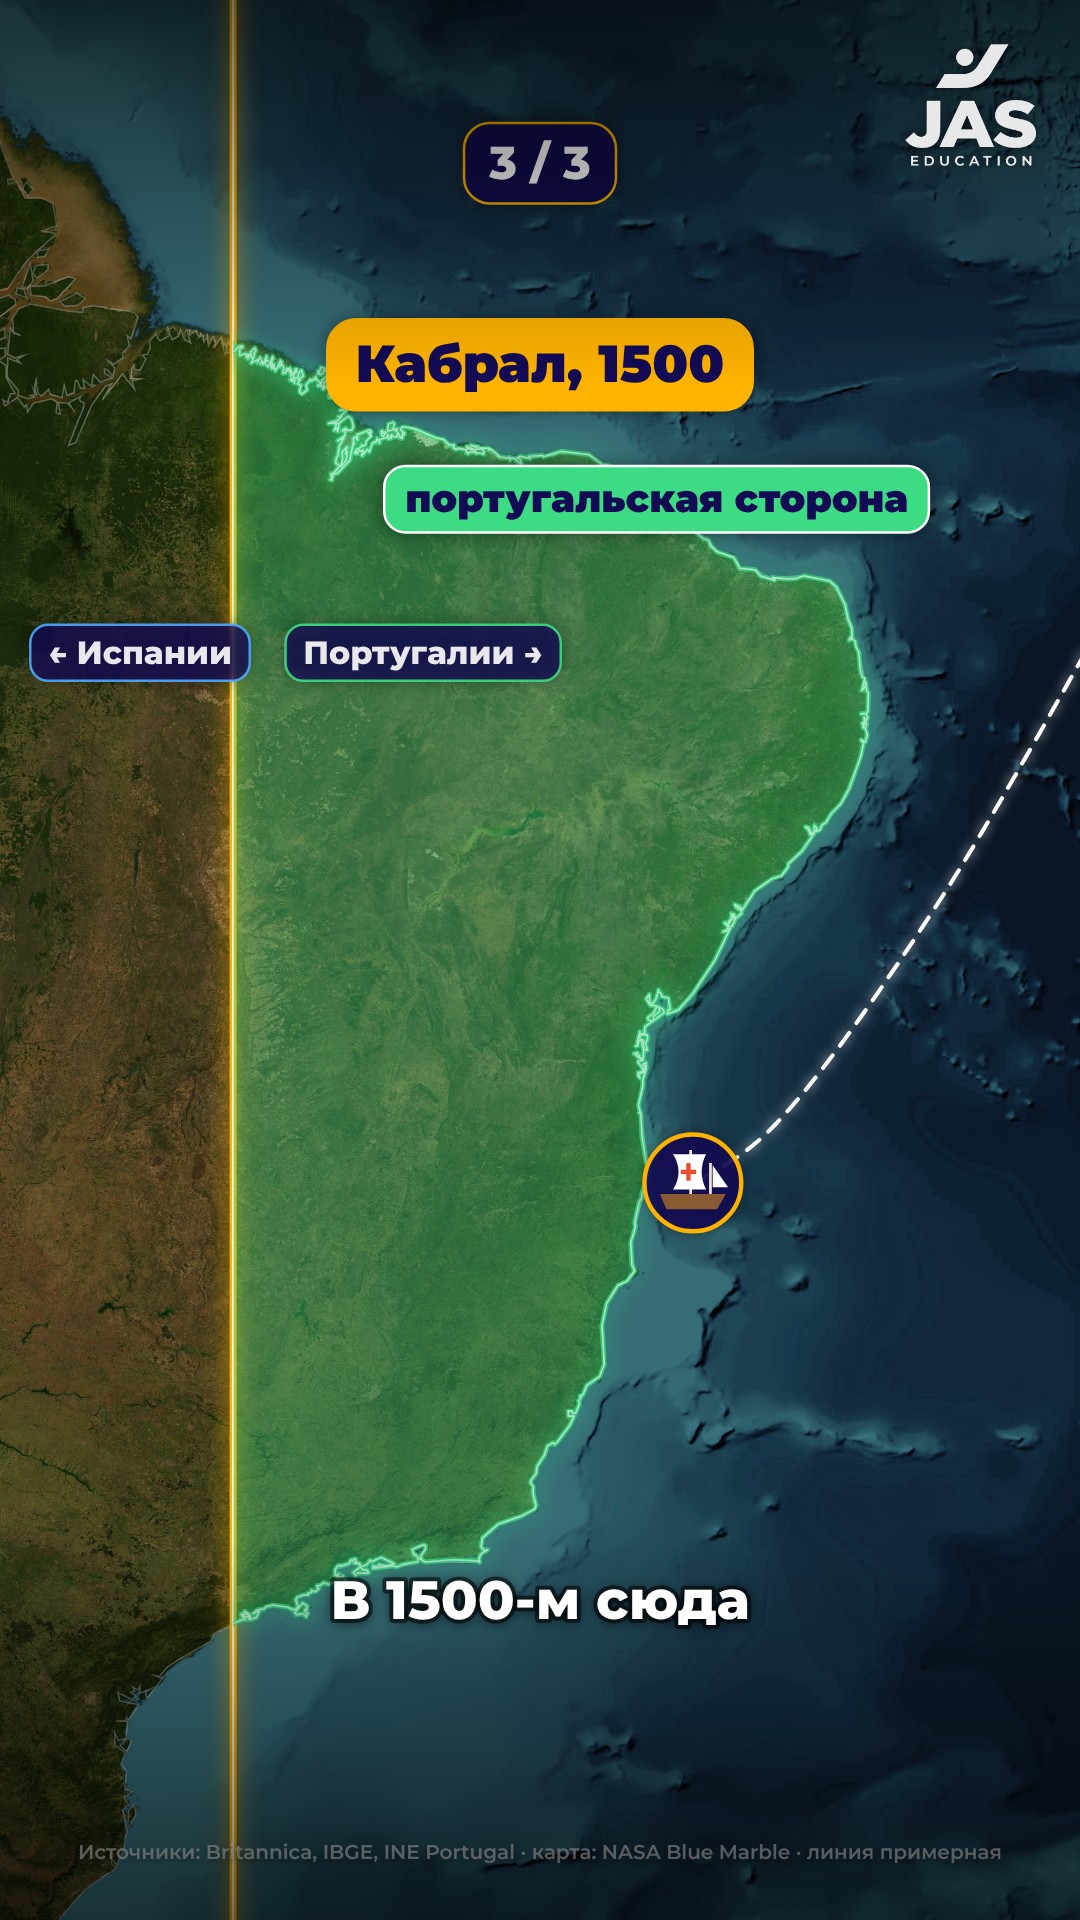 JAS
EDUCATION
3 / 3
Кабрал, 1500
португальская сторона
← Испании
Португалии →
В 1500-м сюда
Источники: Britannica, IBGE, INE Portugal · карта: NASA Blue Marble · линия примерная